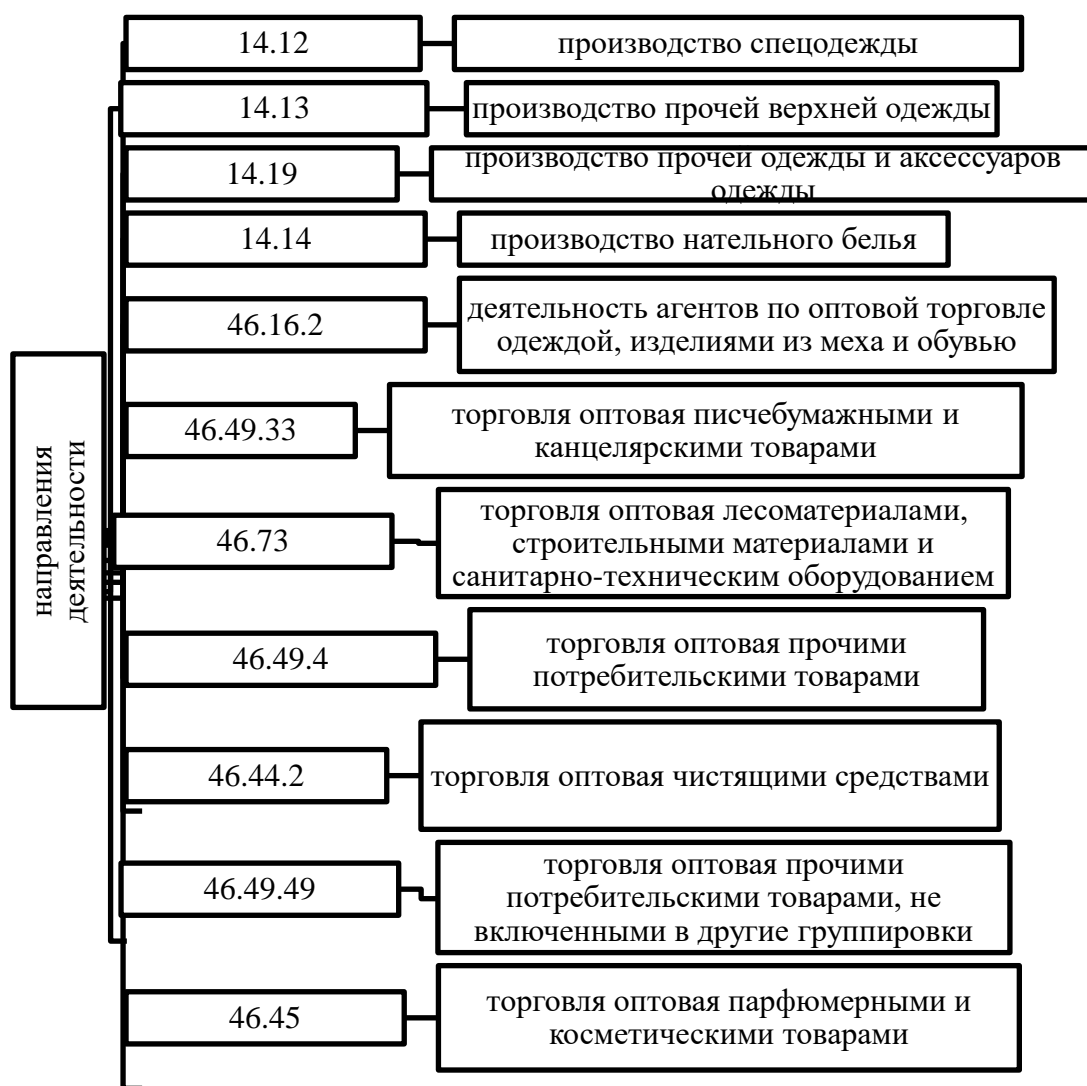 направления
деятельности
14.12
производство спецодежды
14.13
производство прочей верхней одежды
14.19
производство прочей одежды и аксессуаров
одежды
14.14
производство нательного белья
46.16.2
деятельность агентов по оптовой торговле
одеждой, изделиями из меха и обувью
46.49.33
торговля оптовая писчебумажными и
канцелярскими товарами
46.73
торговля оптовая лесоматериалами,
строительными материалами и
санитарно-техническим оборудованием
46.49.4
торговля оптовая прочими
потребительскими товарами
46.44.2
торговля оптовая чистящими средствами
46.49.49
торговля оптовая прочими
потребительскими товарами, не
включенными в другие группировки
46.45
торговля оптовая парфюмерными и
косметическими товарами